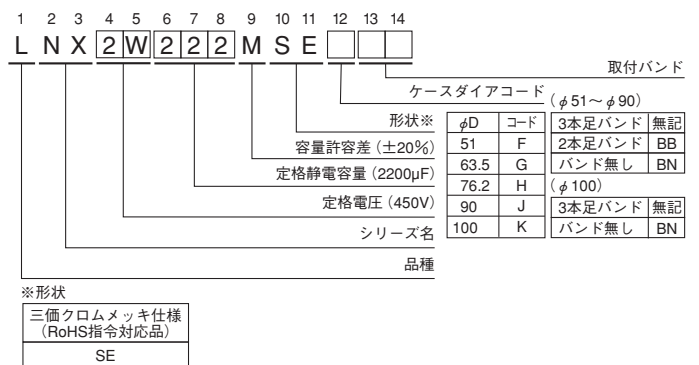 1 2 3 4 5 6 7 8 9 10 11 12 13 14
L N X 2 W 2 2 2 M S E
取付バンド
ケースダイアコード
形状※
容量許容差(±20%)
定格静電容量(2200μF)
定格電圧(450V)
シリーズ名
品種
φD コード
51 F
63.5 G
76.2 H
90 J
100 K
(φ51〜φ90)
3本足バンド 無記
2本足バンド BB
バンド無し BN
(φ100)
3本足バンド 無記
バンド無し BN
※形状
三価クロムメッキ仕様
(RoHS指令対応品)
SE